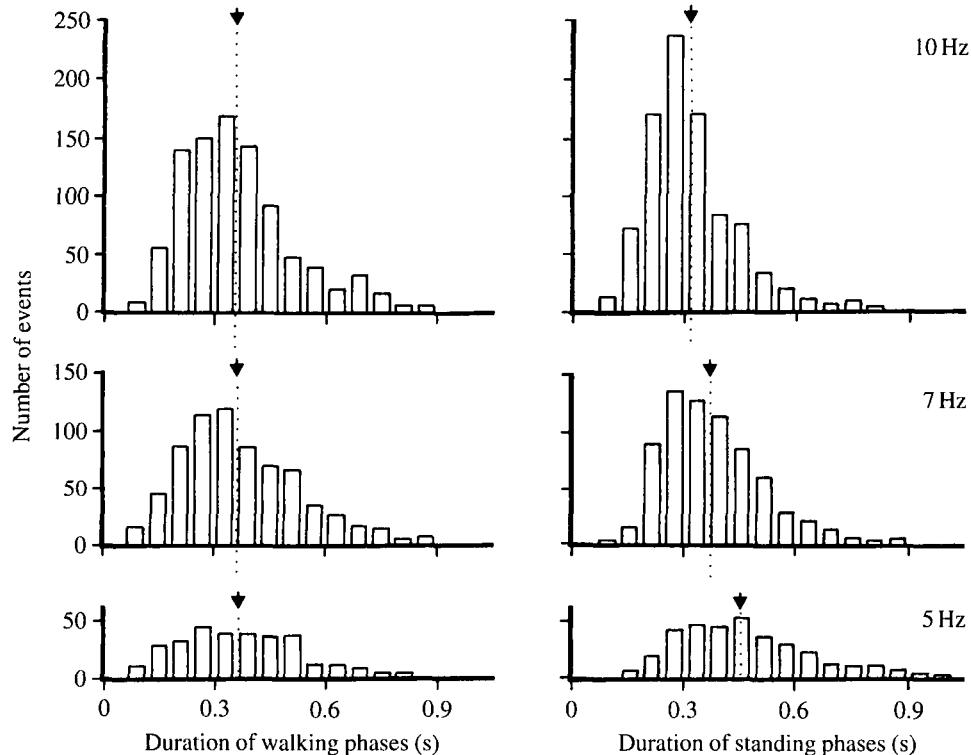 250
200
150
100
50
0
10 Hz
Number of events
150
100
50
0
7 Hz
50
0
5 Hz
0 0.3 0.6 0.9
Duration of walking phases (s)
0 0.3 0.6 0.9
Duration of standing phases (s)